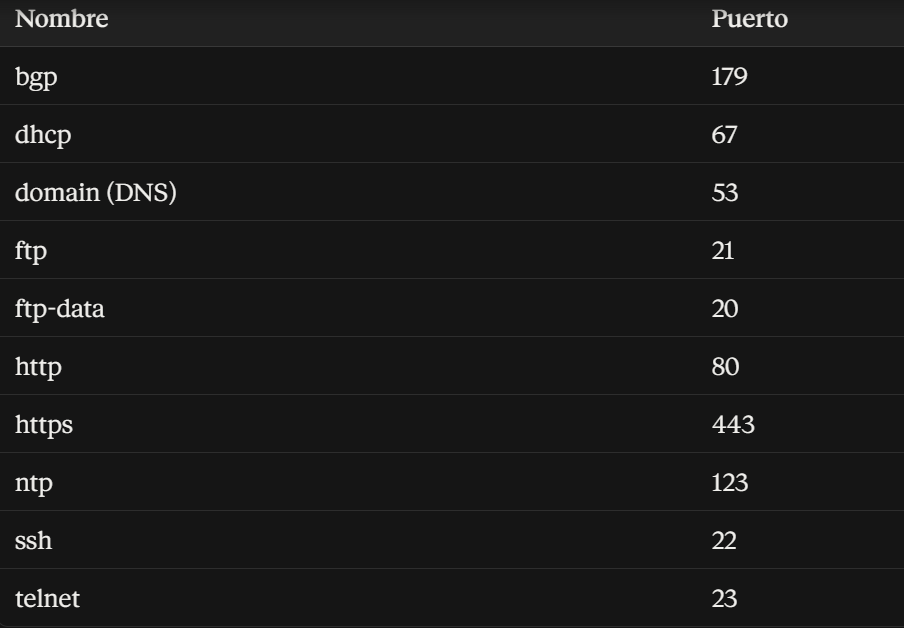 Nombre Puerto
bgp 179
dhcp 67
domain (DNS) 53
ftp 21
ftp-data 20
http 80
https 443
ntp 123
ssh 22
telnet 23